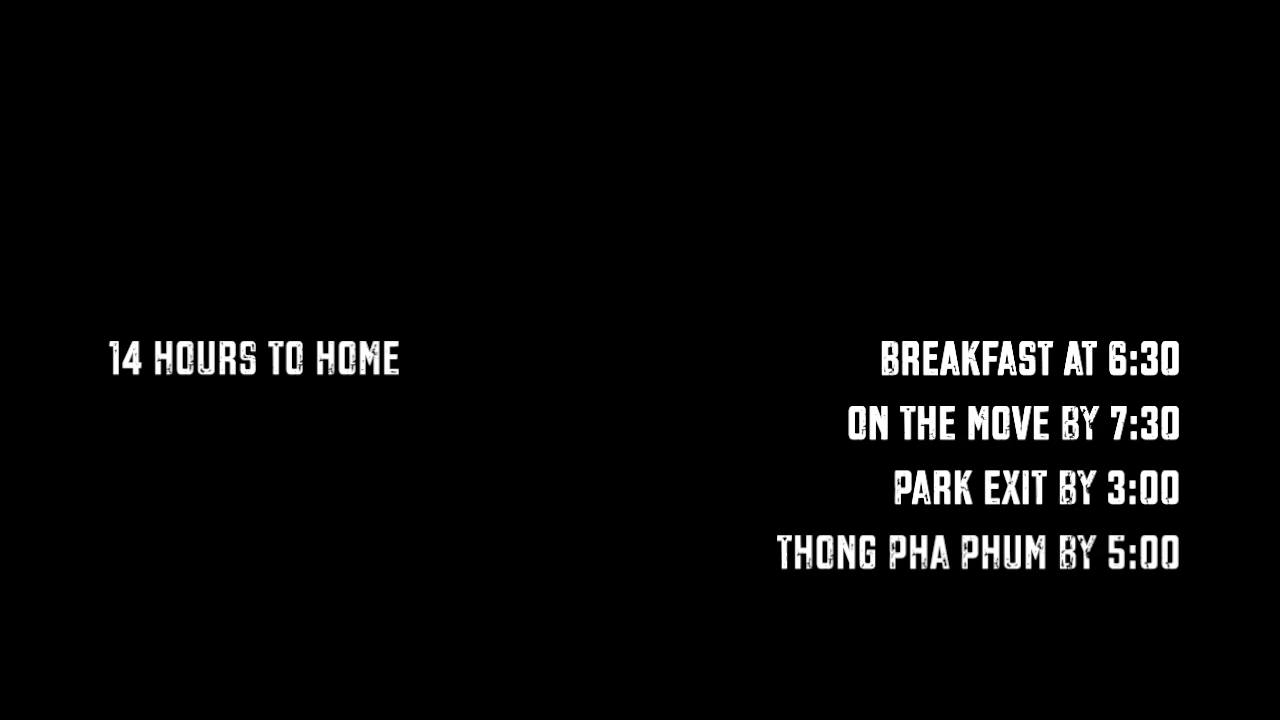 14 HOURS TO HOME
BREAKFAST AT 6:30
ON THE MOVE BY 7:30
PARK EXIT BY 3:00
THONG PHA PHUM BY 5:00